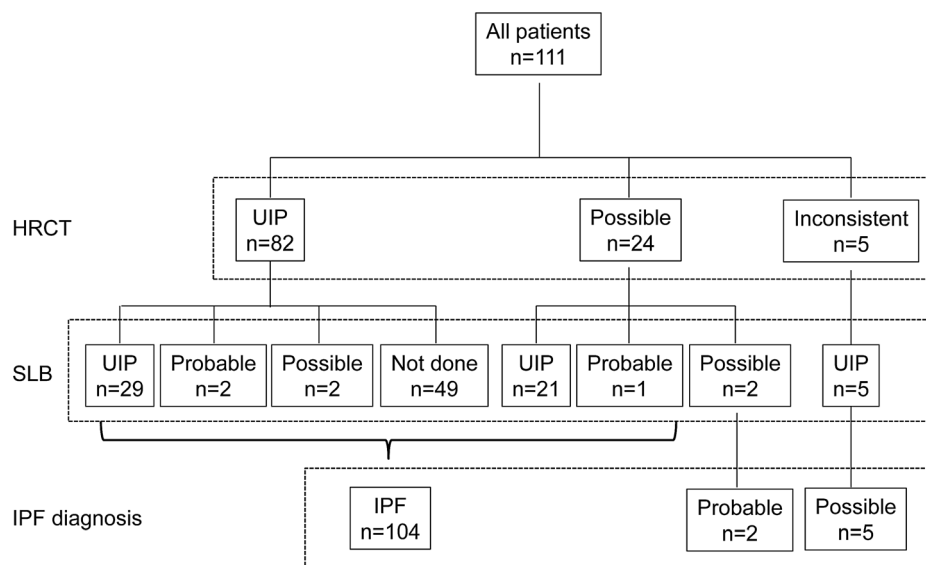 All patients
n=111
HRCT
UIP
n=82
Possible
n=24
Inconsistent
n=5
SLB
UIP
n=29
Probable
n=2
Possible
n=2
Not done
n=49
UIP
n=21
Probable
n=1
Possible
n=2
UIP
n=5
IPF diagnosis
IPF
n=104
Probable
n=2
Possible
n=5